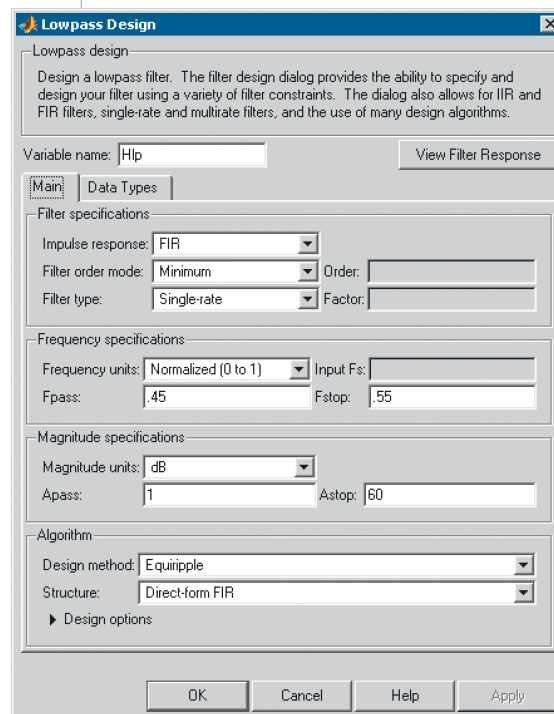 Lowpass Design
Lowpass design
Design a lowpass filter. The filter design dialog provides the ability to specify and
design your filter using a variety of filter constraints. The dialog also allows for IIR and
FIR filters, single-rate and multirate filters, and the use of many design algorithms.
Variable name: Hlp View Filter Response
Main Data Types
Filter specifications
Impulse response: FIR
Filter order mode: Minimum Order:
Filter type: Single-rate Factor:
Frequency specifications
Frequency units: Normalized (0 to 1) Input Fs:
Fpass: .45 Fstop: .55
Magnitude specifications
Magnitude units: dB
Apass: 1 Astop: 60
Algorithm
Design method: Equiripple
Structure: Direct-form FIR
Design options
OK Cancel Help Apply